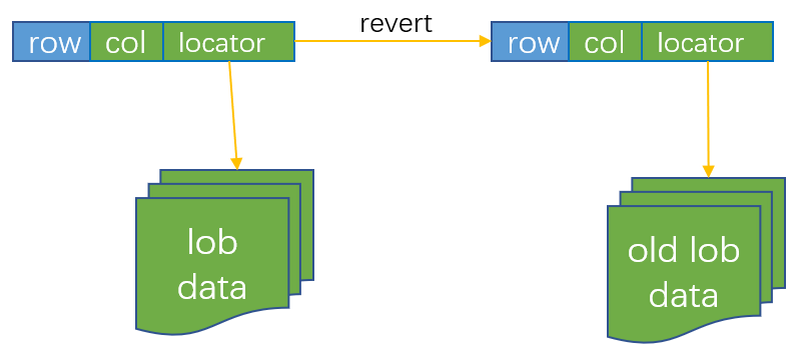 row col locator revert row col locator
lob
data
old lob
data